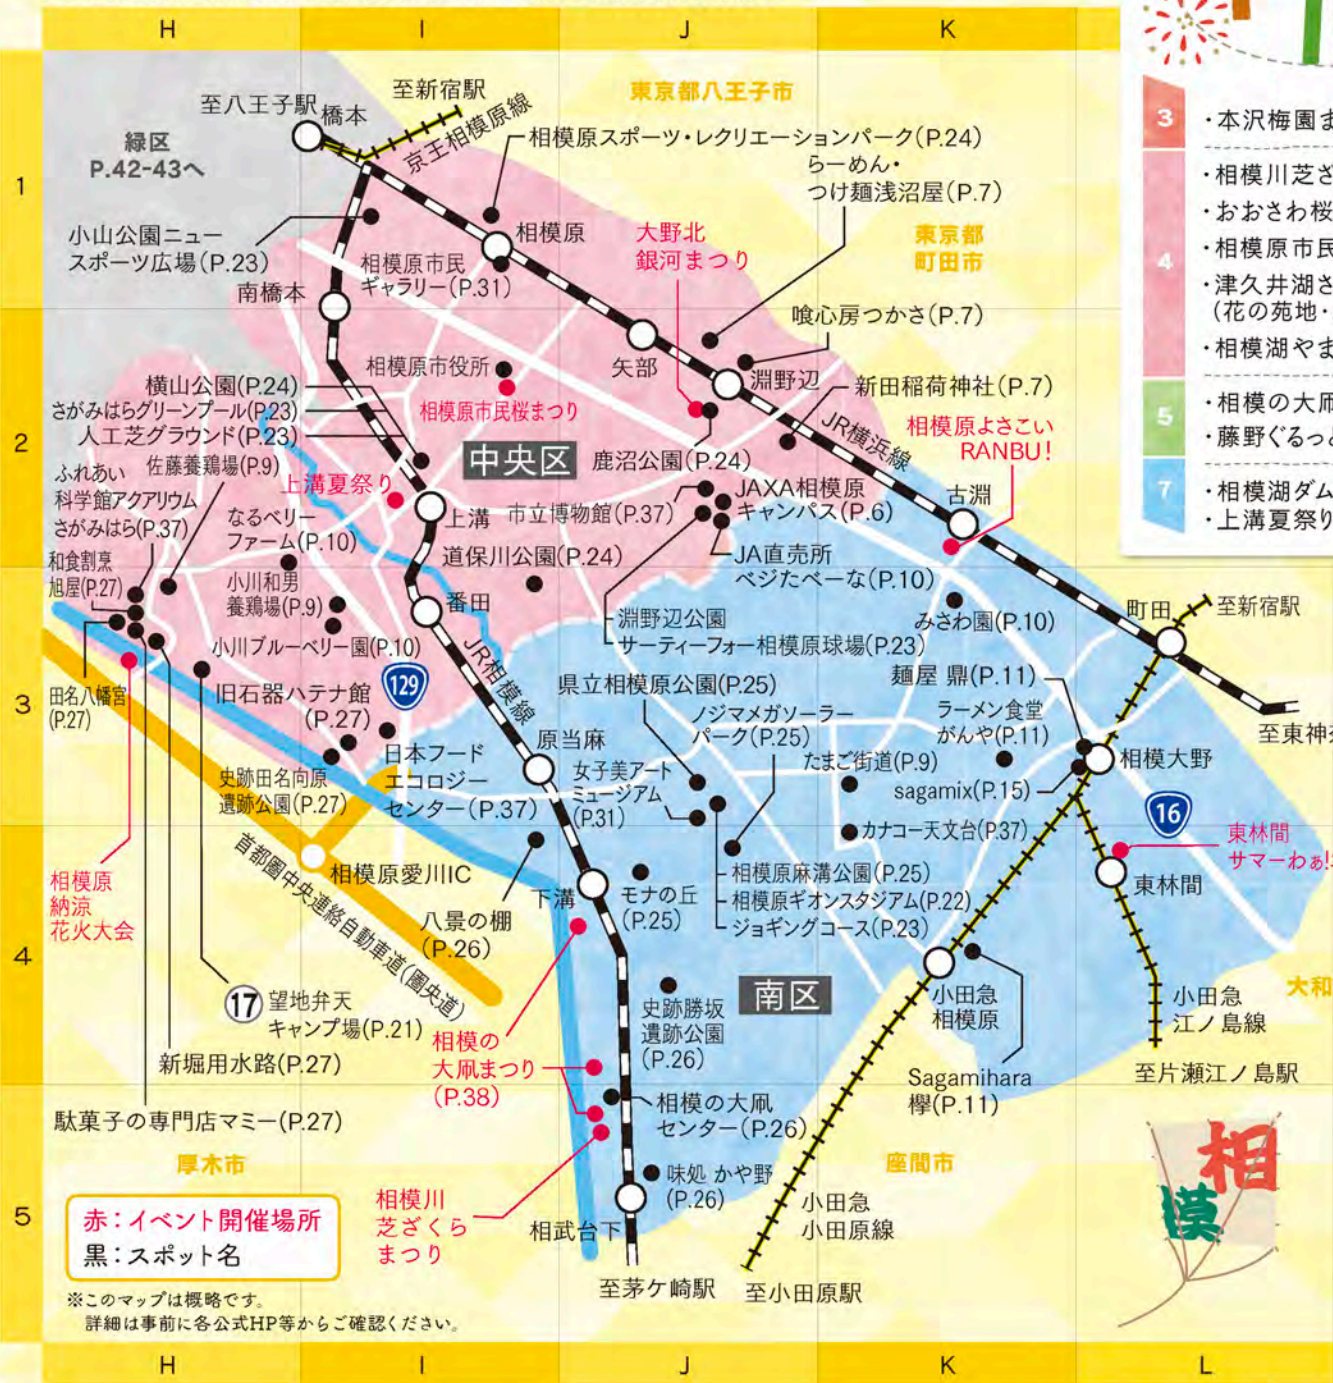 H
I
J
K
3
・本沢梅園ま
4
・相模川芝ざ
・おおさわ桜
・相模原市民
・津久井湖さ
(花の苑地・
・相模湖やま
5
・相模の大凧
・藤野ぐるっと
7
・相模湖ダム
・上溝夏祭り
1
至八王子駅
橋本
至新宿駅
京王相模原線
東京都八王子市
緑区
P.42-43へ
相模原スポーツ・レクリエーションパーク(P.24)
らーめん・
つけ麺浅沼屋(P.7)
小山公園ニュー
スポーツ広場(P.23)
相模原
相模原市民
ギャラリー(P.31)
大野北
銀河まつり
東京都
町田市
南橋本
2
喰心房つかさ(P.7)
矢部
淵野辺
相模原市役所
相模原市民桜まつり
横山公園(P.24)
さがみはらグリーンプール(P.23)
人工芝グラウンド(P.23)
新田稲荷神社(P.7)
JR横浜線
相模原よさこい
RANBU!
中央区
鹿沼公園(P.24)
佐藤養鶏場(P.9)
ふれあい
科学館アクアリウム
さがみはら(P.37)
上溝夏祭り
上溝
市立博物館(P.37)
JAXA相模原
キャンパス(P.6)
古淵
なるベリー
ファーム(P.10)
道保川公園(P.24)
JA直売所
ベジたべーな(P.10)
和食割烹
旭屋(P.27)
小川和男
養鶏場(P.9)
3
番田
淵野辺公園
サーティーフォー相模原球場(P.23)
みさわ園(P.10)
町田
至新宿駅
小川ブルーベリー園(P.10)
129
JR相模線
田名八幡宮
(P.27)
旧石器ハテナ館
(P.27)
県立相模原公園(P.25)
麺屋 鼎(P.11)
ノジマメガソーラー
パーク(P.25)
ラーメン食堂
がんや(P.11)
至東神奈
原当麻
日本フード
エコロジー
センター(P.37)
史跡田名向原
遺跡公園(P.27)
女子美アート
ミュージアム
(P.31)
たまご街道(P.9)
sagamix(P.15)
相模大野
16
4
カナコー天文台(P.37)
東林間
サマーわぁ!
首都圏中央連絡自動車道(圏央道)
相模原愛川IC
相模原
納涼
花火大会
八景の棚
(P.26)
下溝
モナの丘
(P.25)
相模原麻溝公園(P.25)
相模原ギオンスタジアム(P.22)
ジョギングコース(P.23)
東林間
17
望地弁天
キャンプ場(P.21)
南区
小田急
相模原
小田急
江ノ島線
大和
史跡勝坂
遺跡公園
(P.26)
相模の
大凧まつり
(P.38)
新堀用水路(P.27)
至片瀬江ノ島駅
Sagamihara
欅(P.11)
駄菓子の専門店マミー(P.27)
相模の大凧
センター(P.26)
5
厚木市
味処 かや野
(P.26)
座間市
相模
赤：イベント開催場所
黒：スポット名
相模川
芝ざくら
まつり
相武台下
小田急
小田原線
至茅ケ崎駅
至小田原駅
※このマップは概略です。
詳細は事前に各公式HP等からご確認ください。
H
I
J
K
L